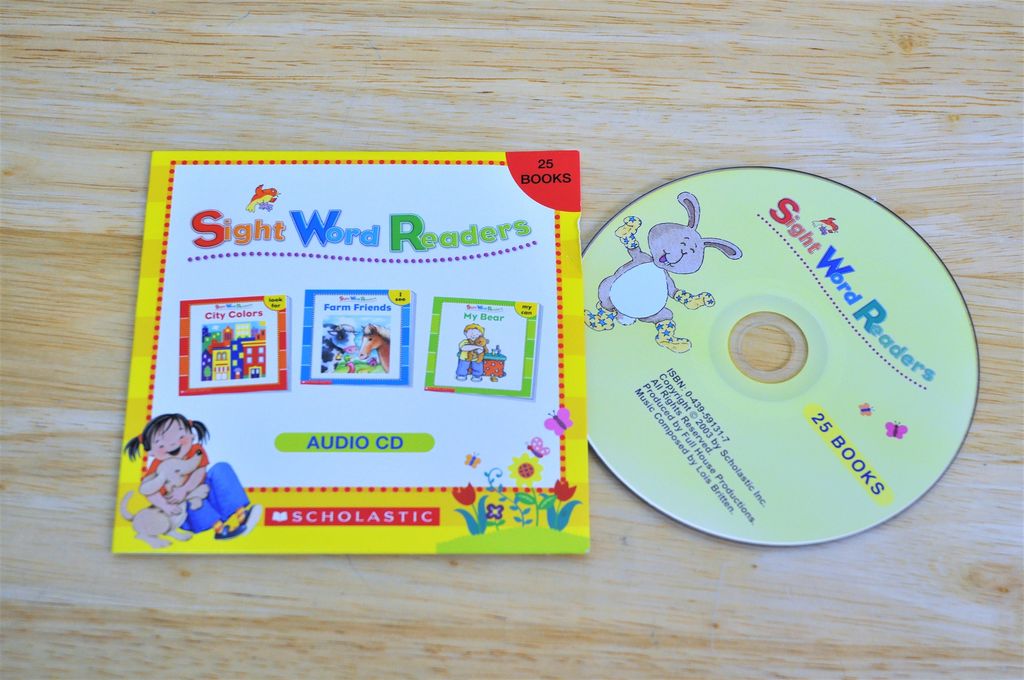 25
BOOKS
Sight Word Readers
look
for
City Colors
I
see
Farm Friends
my
can
My Bear
AUDIO CD
SCHOLASTIC
Sight Word Readers
25 BOOKS
ISBN: 0-439-59131-7
Copyright © 2003 by Scholastic Inc.
All Rights Reserved.
Produced by Full House Productions.
Music Composed by Lois Britten.